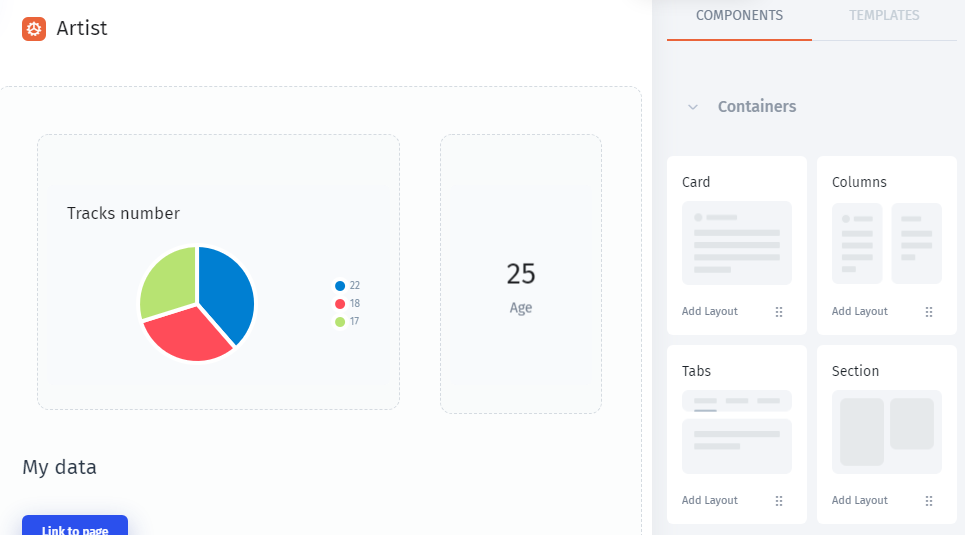 Artist
Tracks number
22
18
17
25
Age
My data
Link to page
COMPONENTS
TEMPLATES
Containers
Card
Add Layout
Columns
Add Layout
Tabs
Add Layout
Section
Add Layout